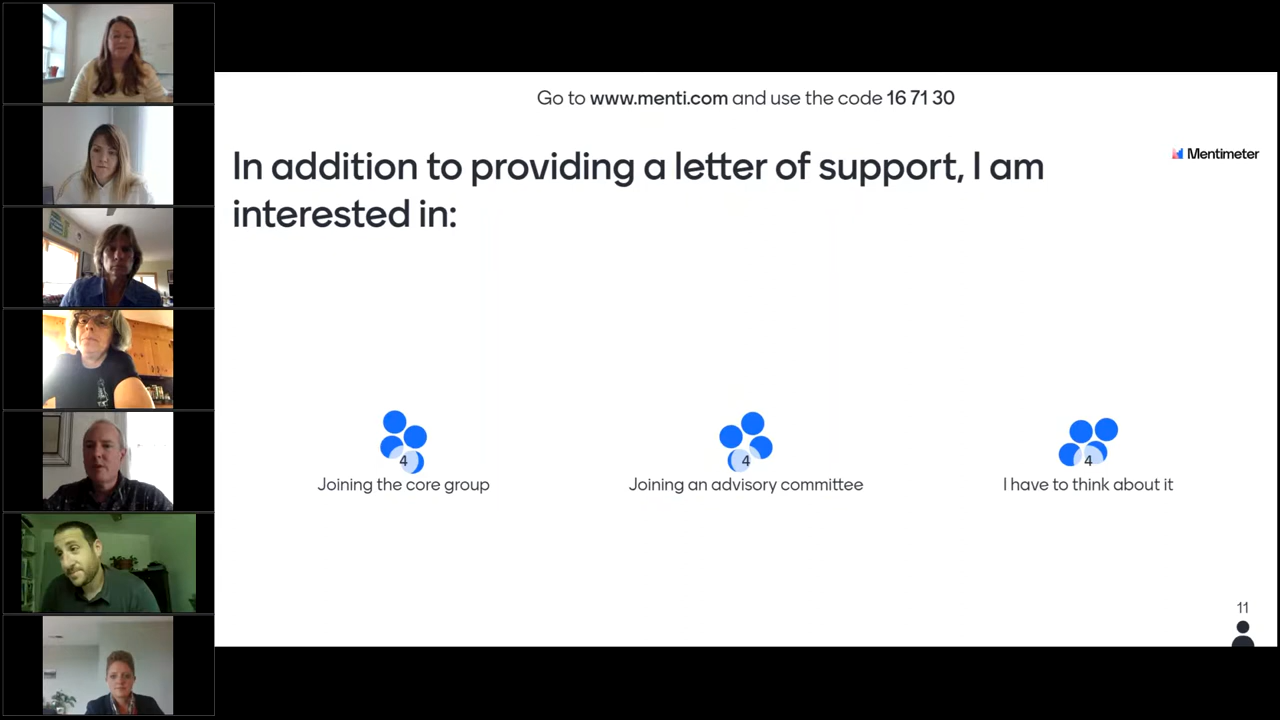 Go to www.menti.com and use the code 16 71 30
Mentimeter
In addition to providing a letter of support, I am
interested in:
4
4
4
Joining the core group
Joining an advisory committee
I have to think about it
11